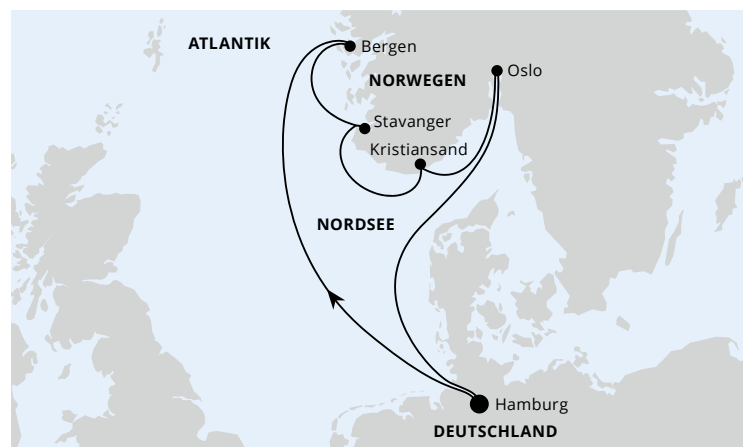 ATLANTIK
Bergen
Oslo
NORWEGEN
Stavanger
Kristiansand
NORDSEE
Hamburg
DEUTSCHLAND